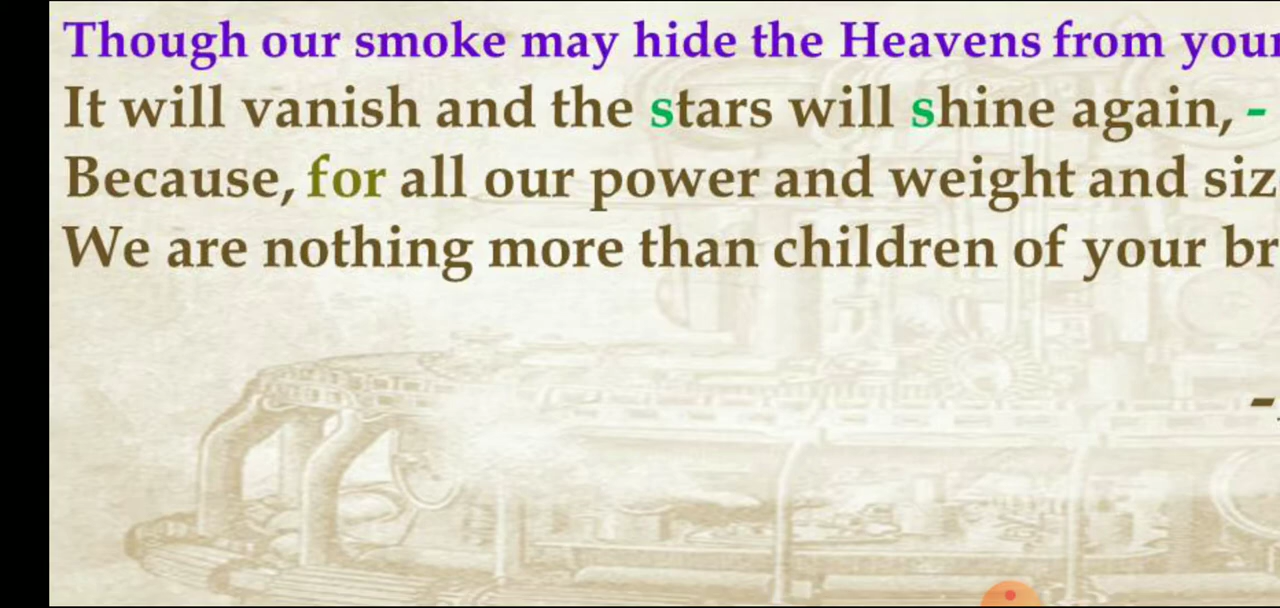 Though our smoke may hide the Heavens from your
It will vanish and the stars will shine again, -
Because, for all our power and weight and siz
We are nothing more than children of your br
-